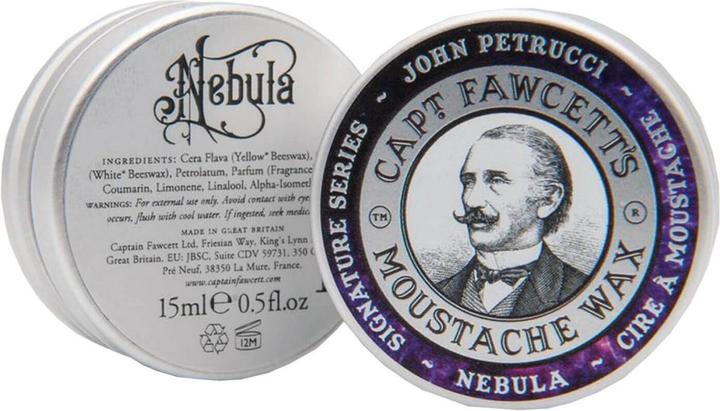 Nebula
INGREDIENTS: Cera Flava (Yellow* Beeswax),
(White* Beeswax), Petrolatum, Parfum (Fragrance
Coumarin, Limonene, Linalool, Alpha-Isometh
WARNINGS: For external use only. Avoid contact with eye
occurs, flush with cool water. If ingested, seek medic
MADE IN GREAT BRITAIN
Captain Fawcett Ltd, Friesian Way, King's Lynn
Great Britain. EU: JBSC, Suite CDV 59731, 350 C
Pré Neuf, 38350 La Mure, France.
www.captainfawcett.com
15ml ℮ 0.5fl.oz
12M
SIGNATURE SERIES ~ JOHN PETRUCCI ~ CIRE À MOUSTACHE ~ NEBULA ~
CAPT FAWCETT'S
TM
R
MOUSTACHE WAX